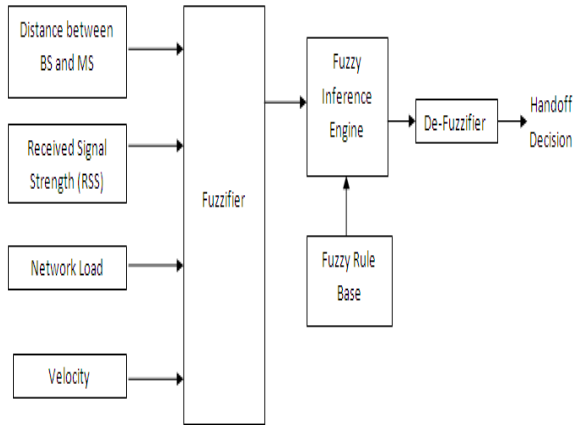 Distance between
BS and MS
Received Signal
Strength (RSS)
Network Load
Velocity
Fuzzifier
Fuzzy
Inference
Engine
Fuzzy Rule
Base
De-Fuzzifier
Handoff
Decision